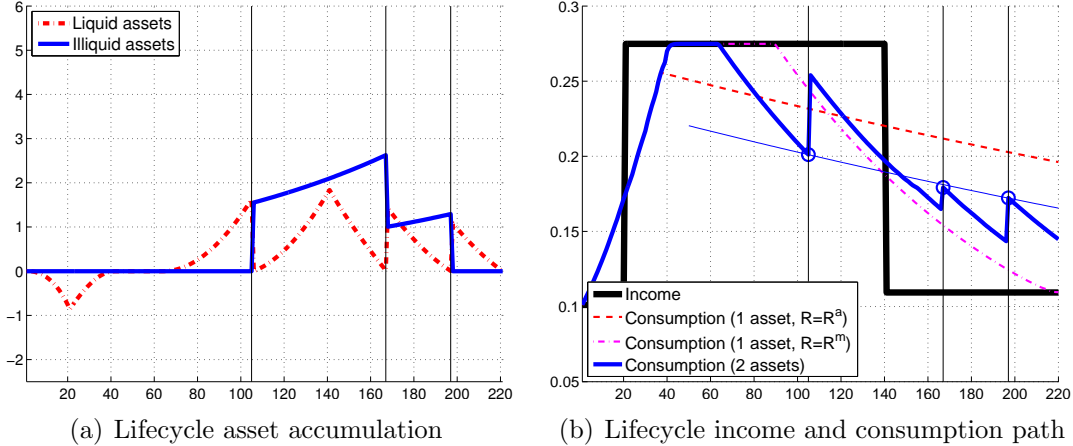 6
5
4
3
2
1
0
−1
−2
20 40 60 80 100 120 140 160 180 200 220
Liquid assets
Illiquid assets
(a) Lifecycle asset accumulation
0.3
0.25
0.2
0.15
0.1
0.05
20 40 60 80 100 120 140 160 180 200 220
Income
Consumption (1 asset, R=Rᵃ)
Consumption (1 asset, R=Rᵐ)
Consumption (2 assets)
(b) Lifecycle income and consumption path